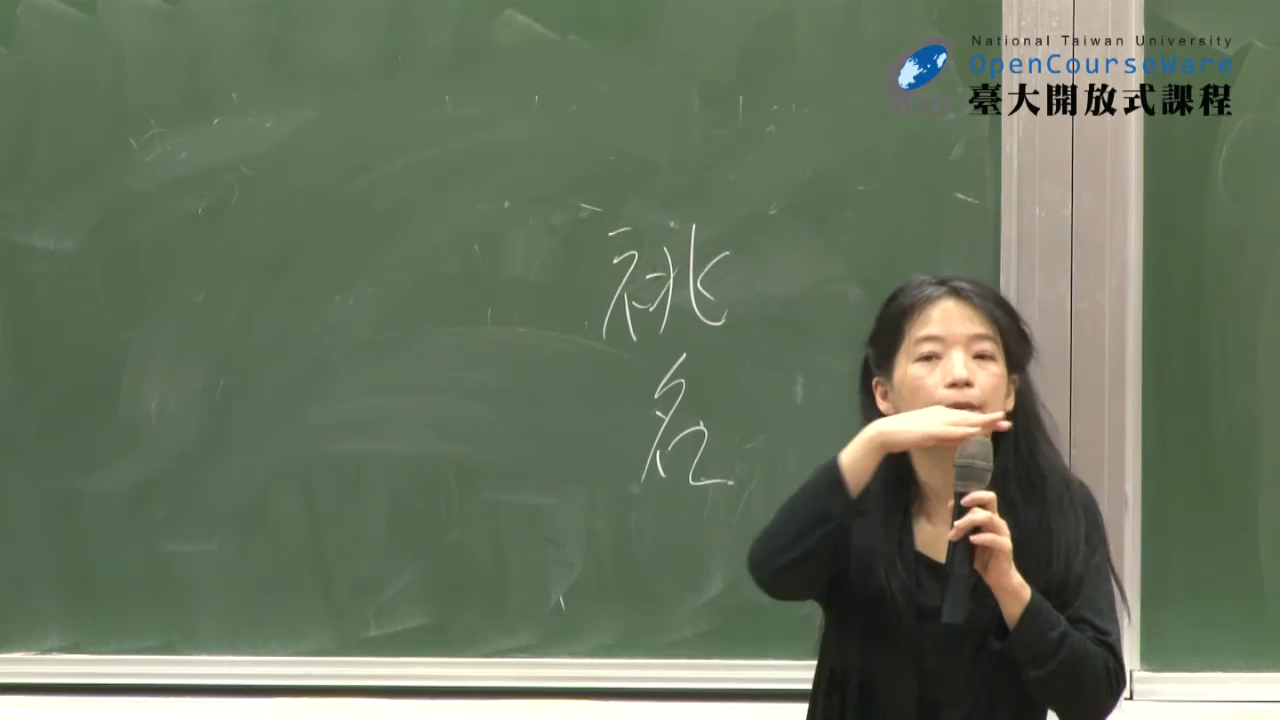 National Taiwan University
OpenCourseWare
臺大開放式課程
祧
名